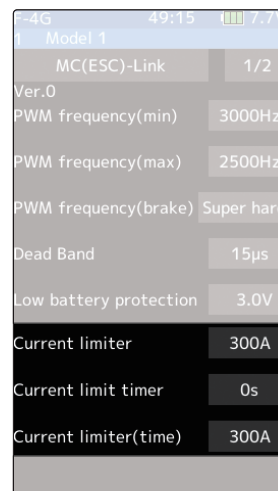 F-4G 49:15 7.7V
1 Model 1
MC(ESC)-Link 1/2
Ver.0
PWM frequency(min) 3000Hz
PWM frequency(max) 2500Hz
PWM frequency(brake) Super har
Dead Band 15μs
Low battery protection 3.0V
Current limiter 300A
Current limit timer 0s
Current limiter(time) 300A